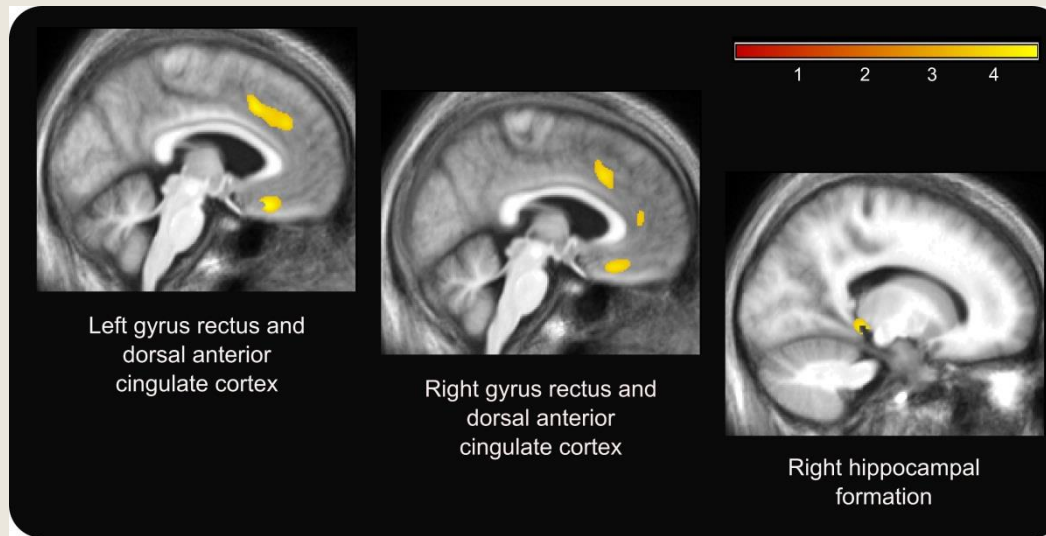 1 2 3 4
Left gyrus rectus and
dorsal anterior
cingulate cortex
Right gyrus rectus and
dorsal anterior
cingulate cortex
Right hippocampal
formation